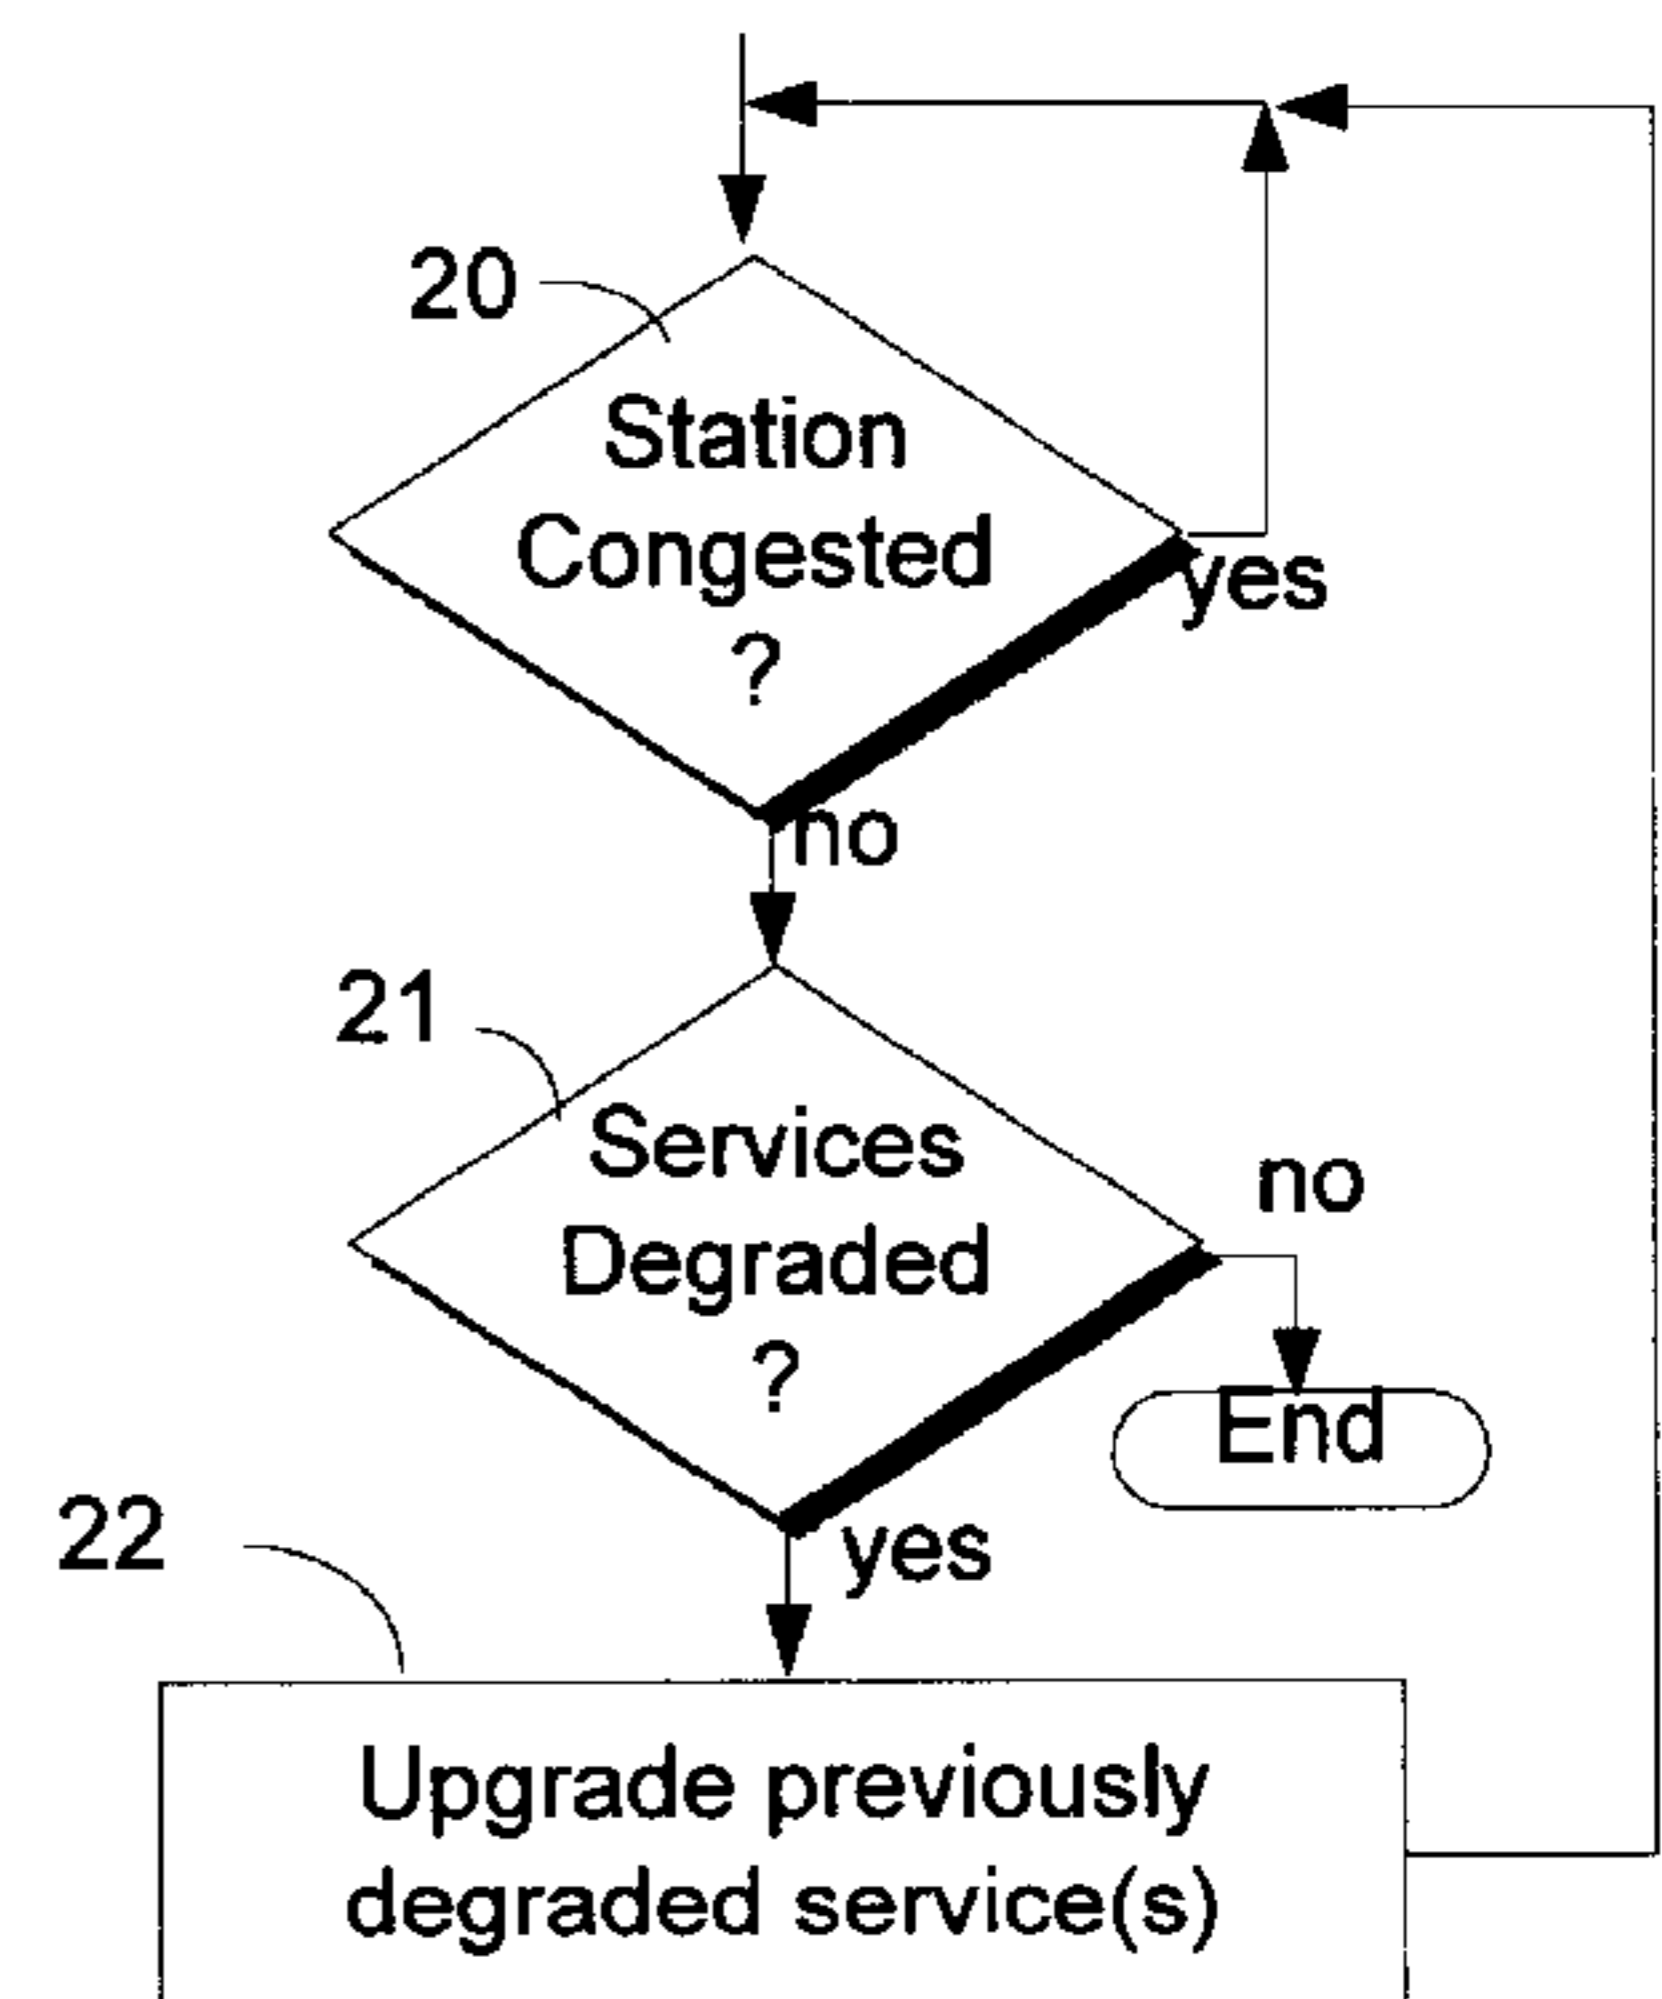 20
Station
Congested
?
yes
no
21
Services
Degraded
?
no
End
yes
22
Upgrade previously
degraded service(s)